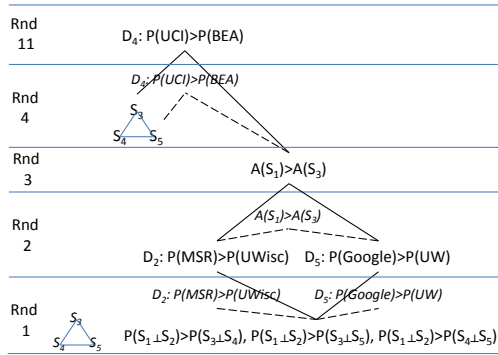 Rnd
11
D₄: P(UCI)>P(BEA)
D₄: P(UCI)>P(BEA)
Rnd
4
S₃
S₄ S₅
Rnd
3
A(S₁)>A(S₃)
A(S₁)>A(S₃)
Rnd
2
D₂: P(MSR)>P(UWisc) D₅: P(Google)>P(UW)
D₂: P(MSR)>P(UWisc) D₅: P(Google)>P(UW)
Rnd
1
S₃
S₄ S₅
P(S₁⊥S₂)>P(S₃⊥S₄), P(S₁⊥S₂)>P(S₃⊥S₅), P(S₁⊥S₂)>P(S₄⊥S₅)